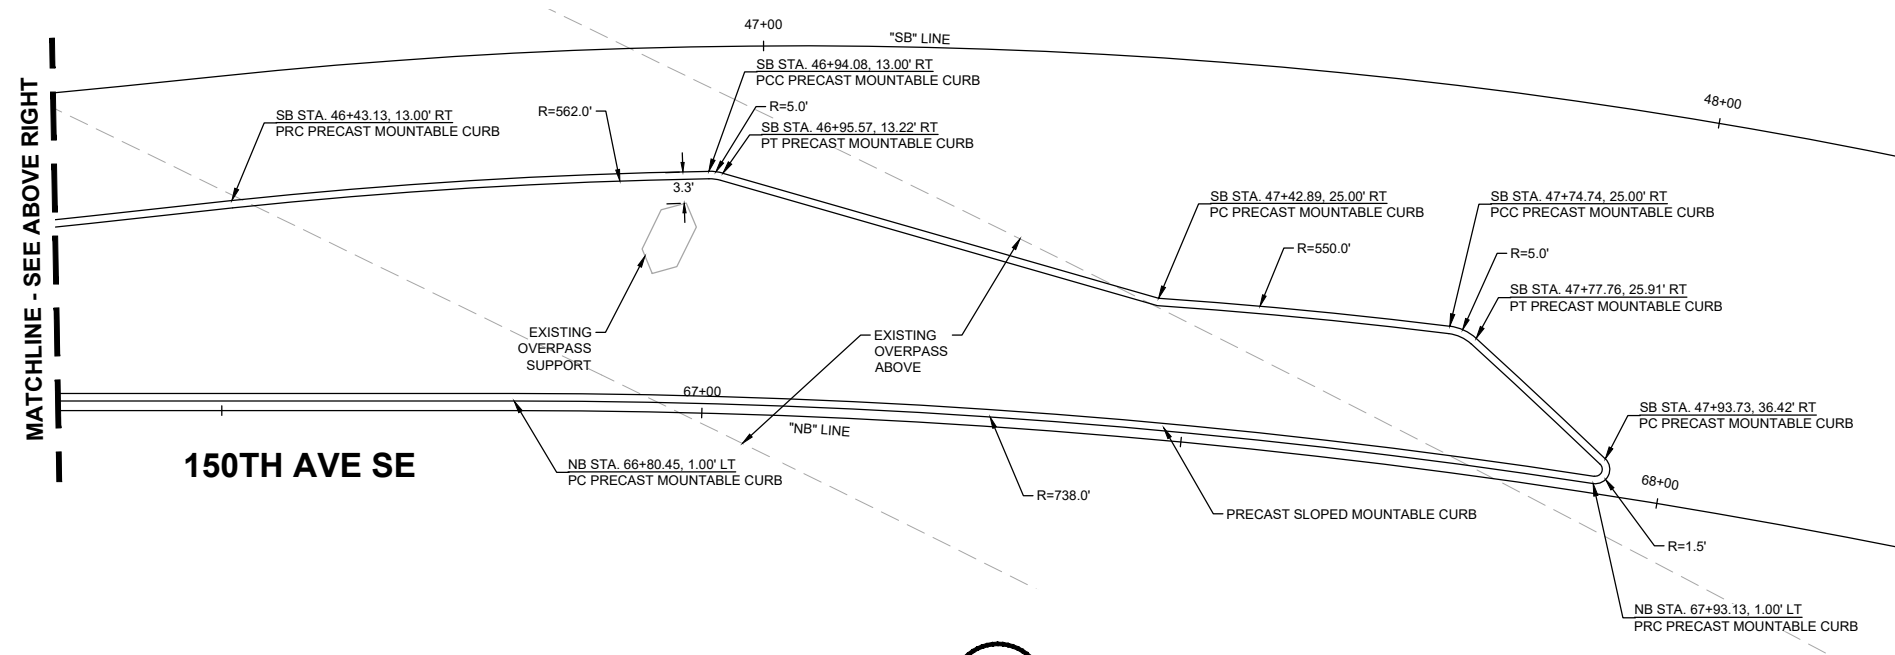 47+00
"SB" LINE
SB STA. 46+94.08, 13.00' RT
PCC PRECAST MOUNTABLE CURB
48+00
SB STA. 46+43.13, 13.00' RT
PRC PRECAST MOUNTABLE CURB
R=562.0'
R=5.0'
SB STA. 46+95.57, 13.22' RT
PT PRECAST MOUNTABLE CURB
3.3'
SB STA. 47+42.89, 25.00' RT
PC PRECAST MOUNTABLE CURB
SB STA. 47+74.74, 25.00' RT
PCC PRECAST MOUNTABLE CURB
R=550.0'
R=5.0'
SB STA. 47+77.76, 25.91' RT
PT PRECAST MOUNTABLE CURB
MATCHLINE - SEE ABOVE RIGHT
EXISTING
OVERPASS
SUPPORT
EXISTING
OVERPASS
ABOVE
67+00
"NB" LINE
SB STA. 47+93.73, 36.42' RT
PC PRECAST MOUNTABLE CURB
150TH AVE SE
NB STA. 66+80.45, 1.00' LT
PC PRECAST MOUNTABLE CURB
R=738.0'
68+00
PRECAST SLOPED MOUNTABLE CURB
R=1.5'
NB STA. 67+93.13, 1.00' LT
PRC PRECAST MOUNTABLE CURB